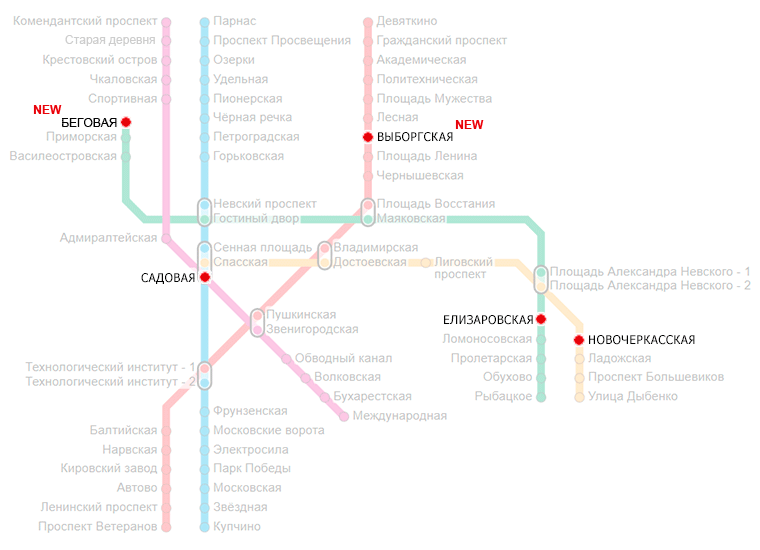 Комендантский проспект
Старая деревня
Крестовский остров
Чкаловская
Спортивная
NEW
БЕГОВАЯ
Приморская
Василеостровская
Адмиралтейская
САДОВАЯ
Парнас
Проспект Просвещения
Озерки
Удельная
Пионерская
Чёрная речка
Петроградская
Горьковская
Невский проспект
Гостиный двор
Сенная площадь
Спасская
Девяткино
Гражданский проспект
Академическая
Политехническая
Площадь Мужества
Лесная
NEW
ВЫБОРГСКАЯ
Площадь Ленина
Чернышевская
Площадь Восстания
Маяковская
Владимирская
Достоевская
Лиговский
проспект
Площадь Александра Невского - 1
Площадь Александра Невского - 2
Пушкинская
Звенигородская
ЕЛИЗАРОВСКАЯ
Ломоносовская
Пролетарская
Обухово
Рыбацкое
НОВОЧЕРКАССКАЯ
Ладожская
Проспект Большевиков
Улица Дыбенко
Обводный канал
Волковская
Бухарестская
Международная
Технологический институт - 1
Технологический институт - 2
Балтийская
Нарвская
Кировский завод
Автово
Ленинский проспект
Проспект Ветеранов
Фрунзенская
Московские ворота
Электросила
Парк Победы
Московская
Звёздная
Купчино